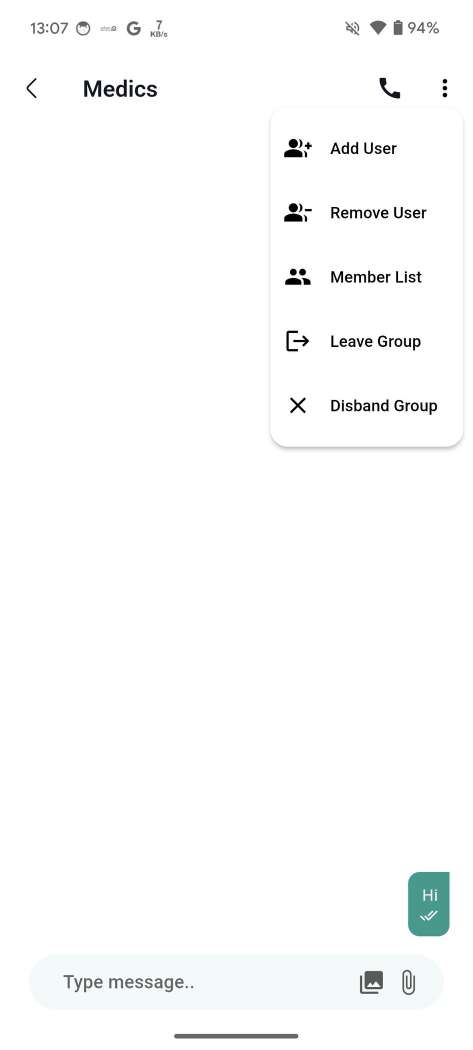 13:07 G 7 KB/s 94%
Medics
Add User
Remove User
Member List
Leave Group
Disband Group
Hi
Type message..